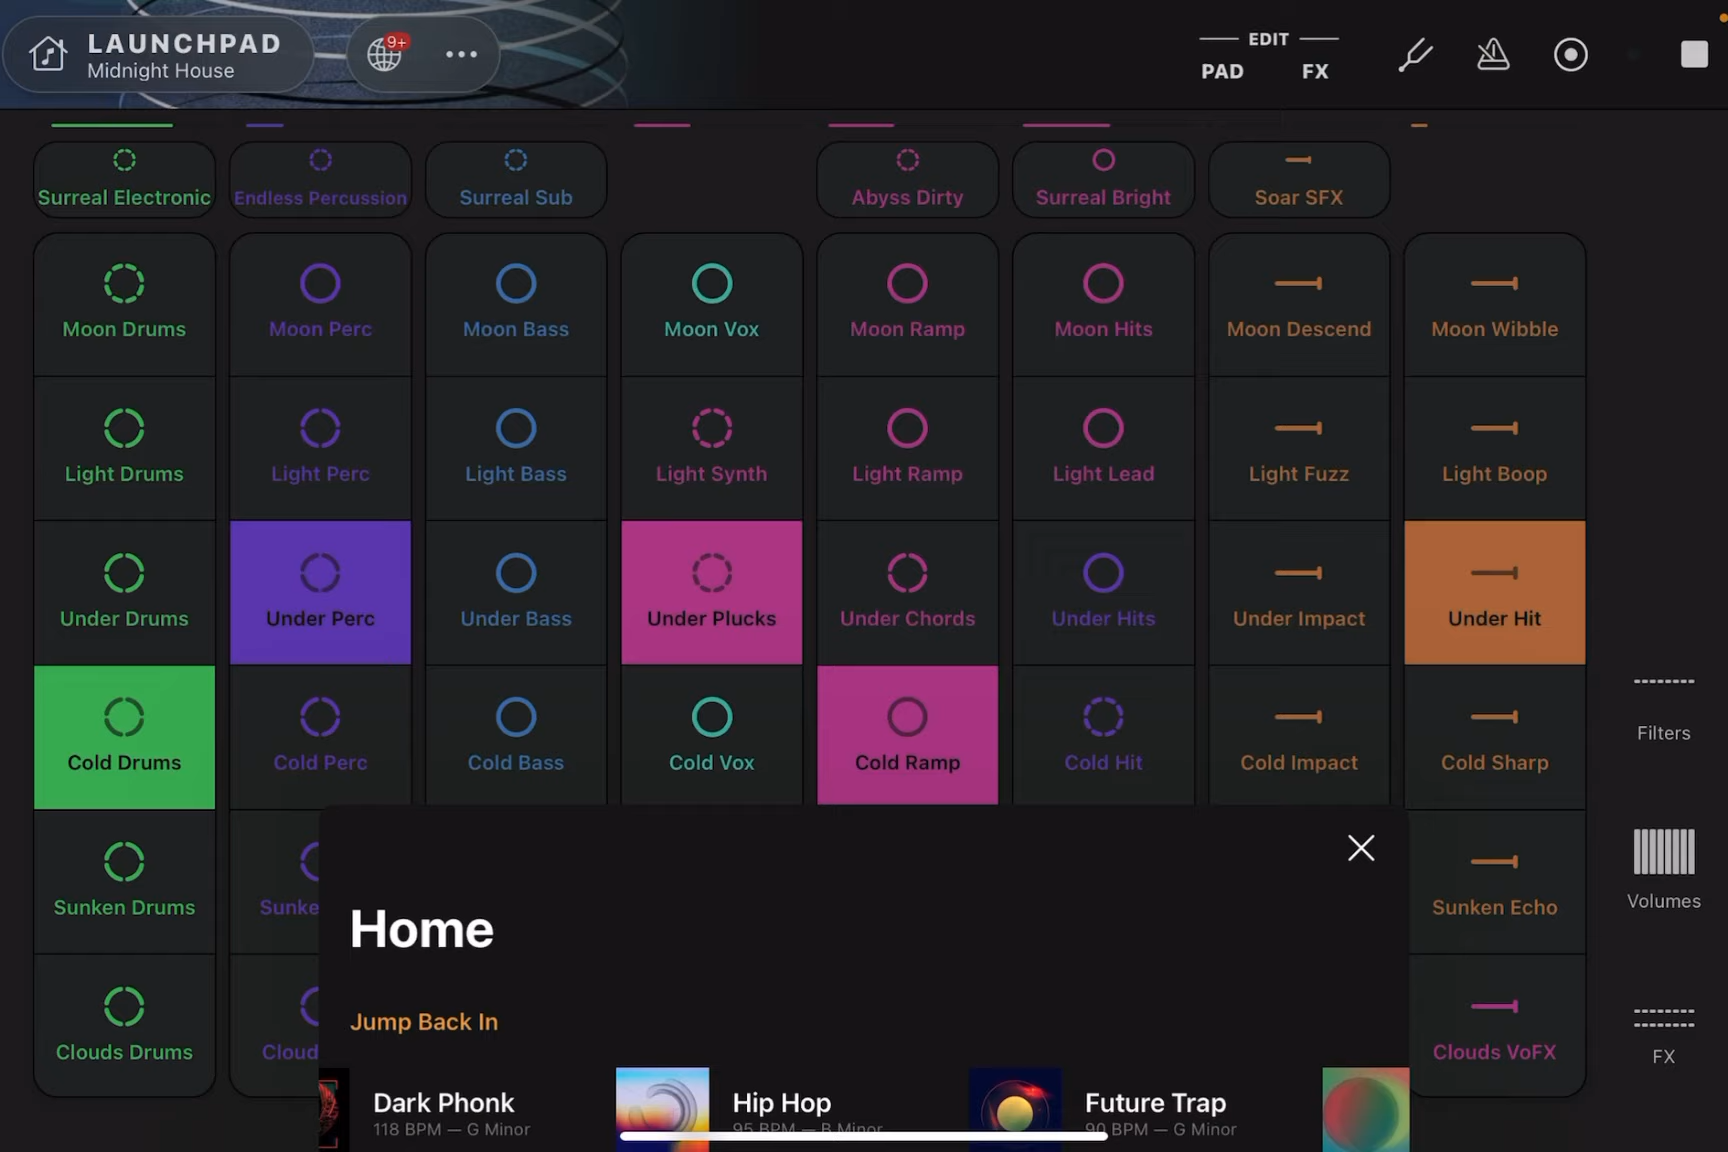 LAUNCHPAD
Midnight House
9+
EDIT
PAD FX
Surreal Electronic
Endless Percussion
Surreal Sub
Abyss Dirty
Surreal Bright
Soar SFX
Moon Drums
Moon Perc
Moon Bass
Moon Vox
Moon Ramp
Moon Hits
Moon Descend
Moon Wibble
Light Drums
Light Perc
Light Bass
Light Synth
Light Ramp
Light Lead
Light Fuzz
Light Boop
Under Drums
Under Perc
Under Bass
Under Plucks
Under Chords
Under Hits
Under Impact
Under Hit
Cold Drums
Cold Perc
Cold Bass
Cold Vox
Cold Ramp
Cold Hit
Cold Impact
Cold Sharp
Filters
Sunken Drums
Sunke
Sunken Echo
Volumes
Home
Jump Back In
Clouds Drums
Cloud
Clouds VoFX
FX
Dark Phonk
118 BPM — G Minor
Hip Hop
95 BPM — B Minor
Future Trap
90 BPM — G Minor